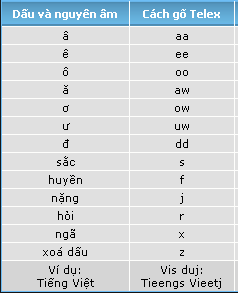 Dấu và nguyên âm Cách gõ Telex
â aa
ê ee
ô oo
ă aw
ơ ow
ư uw
đ dd
sắc s
huyền f
nặng j
hỏi r
ngã x
xoá dấu z
Ví dụ: Vis duj:
Tiếng Việt Tieengs Vieetj